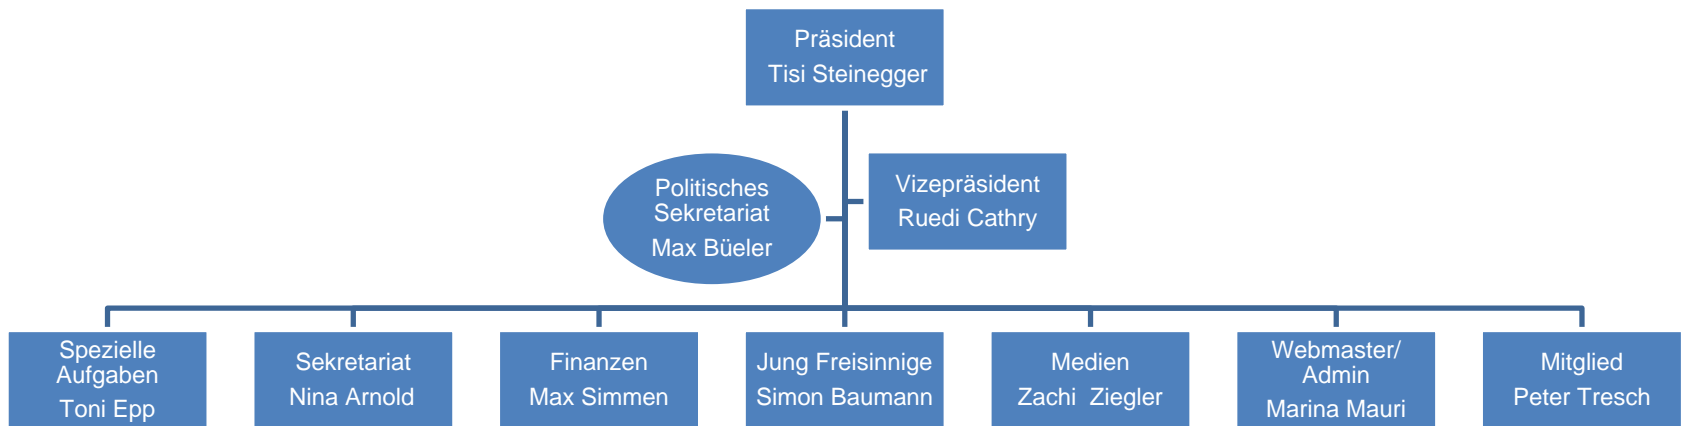 Präsident
Tisi Steinegger
Politisches
Sekretariat
Max Büeler
Vizepräsident
Ruedi Cathry
Spezielle
Aufgaben
Toni Epp
Sekretariat
Nina Arnold
Finanzen
Max Simmen
Jung Freisinnige
Simon Baumann
Medien
Zachi Ziegler
Webmaster/
Admin
Marina Mauri
Mitglied
Peter Tresch